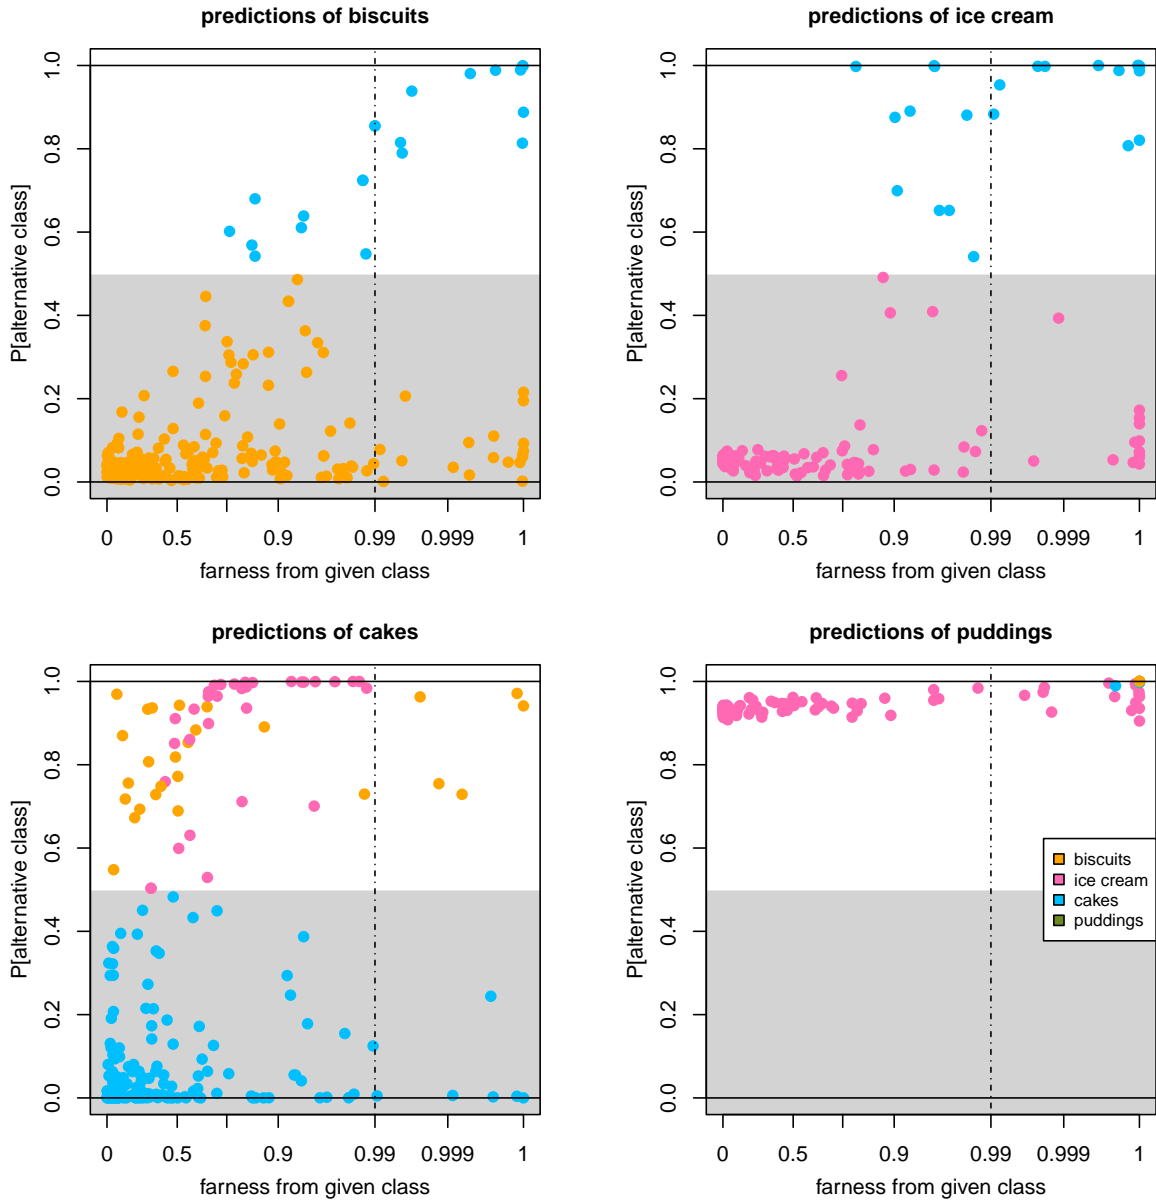 predictions of biscuits
P[alternative class]
1.0
0.8
0.6
0.4
0.2
0.0
0 0.5 0.9 0.99 0.999 1
farness from given class
predictions of ice cream
P[alternative class]
1.0
0.8
0.6
0.4
0.2
0.0
0 0.5 0.9 0.99 0.999 1
farness from given class
predictions of cakes
P[alternative class]
1.0
0.8
0.6
0.4
0.2
0.0
0 0.5 0.9 0.99 0.999 1
farness from given class
predictions of puddings
P[alternative class]
1.0
0.8
0.6
0.4
0.2
0.0
biscuits
ice cream
cakes
puddings
0 0.5 0.9 0.99 0.999 1
farness from given class